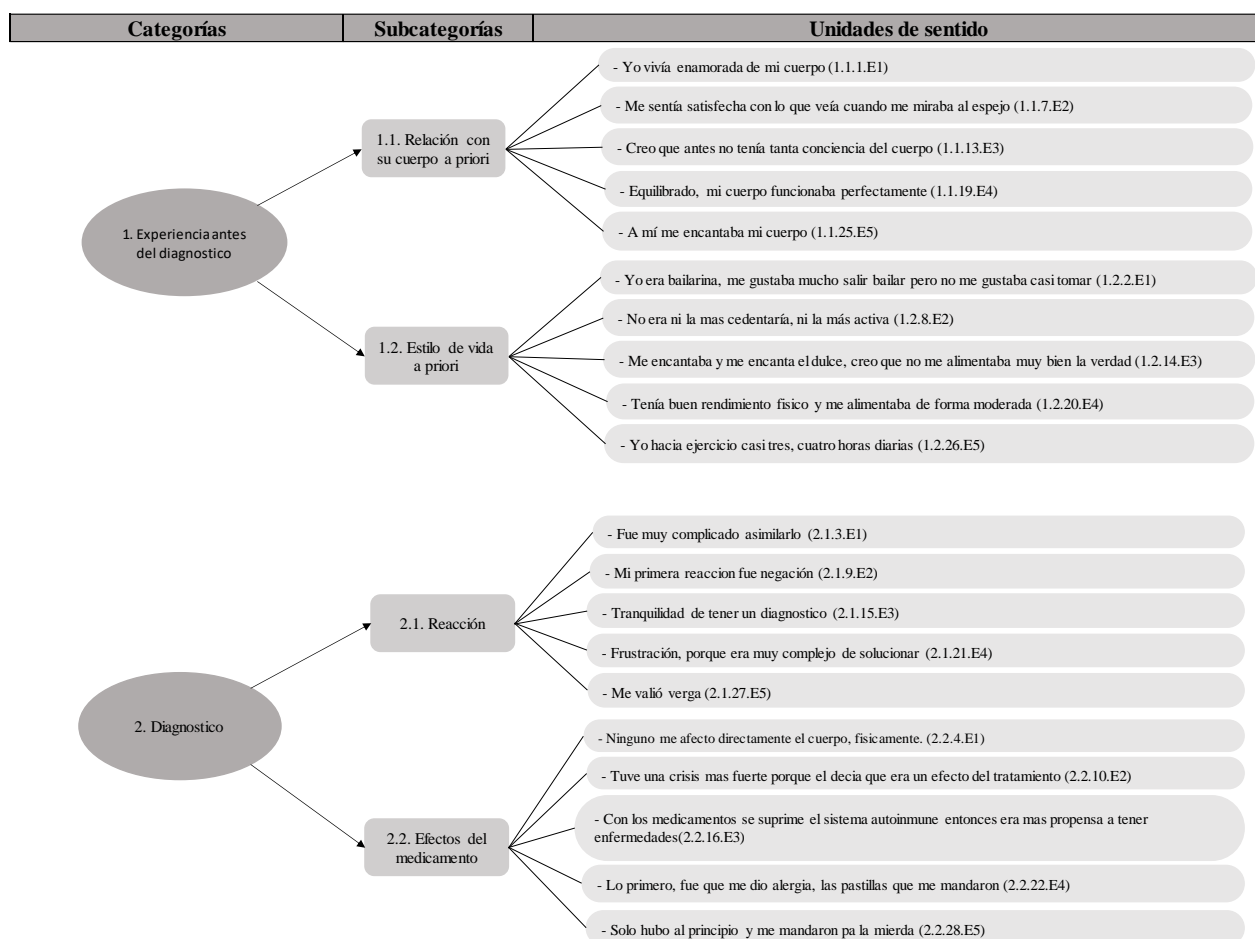 Categorías Subcategorías Unidades de sentido
- Yo vivía enamorada de mi cuerpo (1.1.1.E1)
- Me sentía satisfecha con lo que veía cuando me miraba al espejo (1.1.7.E2)
1.1. Relación con
su cuerpo a priori
- Creo que antes no tenía tanta conciencia del cuerpo (1.1.13.E3)
- Equilibrado, mi cuerpo funcionaba perfectamente (1.1.19.E4)
- A mí me encantaba mi cuerpo (1.1.25.E5)
1. Experiencia antes
del diagnostico
- Yo era bailarina, me gustaba mucho salir bailar pero no me gustaba casi tomar (1.2.2.E1)
- No era ni la mas cedentaría, ni la más activa (1.2.8.E2)
1.2. Estilo de vida
a priori
- Me encantaba y me encanta el dulce, creo que no me alimentaba muy bien la verdad (1.2.14.E3)
- Tenía buen rendimiento fisico y me alimentaba de forma moderada (1.2.20.E4)
- Yo hacia ejercicio casi tres, cuatro horas diarias (1.2.26.E5)
- Fue muy complicado asimilarlo (2.1.3.E1)
- Mi primera reaccion fue negación (2.1.9.E2)
2.1. Reacción
- Tranquilidad de tener un diagnostico (2.1.15.E3)
- Frustración, porque era muy complejo de solucionar (2.1.21.E4)
- Me valió verga (2.1.27.E5)
2. Diagnostico
- Ninguno me afecto directamente el cuerpo, fisicamente. (2.2.4.E1)
- Tuve una crisis mas fuerte porque el decia que era un efecto del tratamiento (2.2.10.E2)
2.2. Efectos del
medicamento
- Con los medicamentos se suprime el sistema autoinmune entonces era mas propensa a tener
enfermedades(2.2.16.E3)
- Lo primero, fue que me dio alergia, las pastillas que me mandaron (2.2.22.E4)
- Solo hubo al principio y me mandaron pa la mierda (2.2.28.E5)